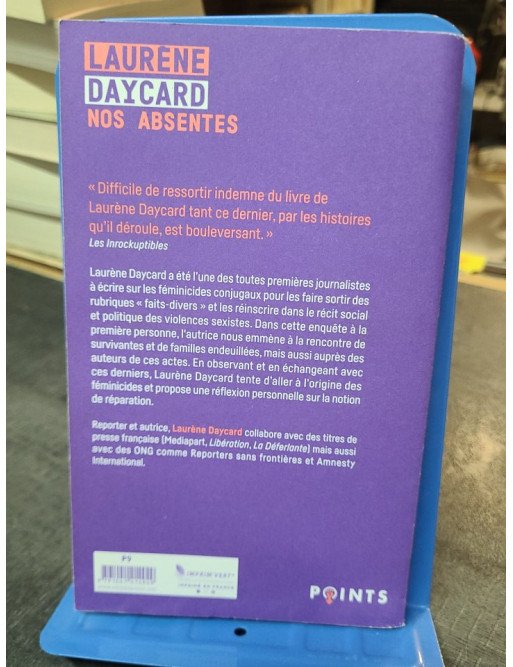 LAURÈNE
DAYCARD
NOS ABSENTES
« Difficile de ressortir indemne du livre de
Laurène Daycard tant ce dernier, par les histoires
qu'il déroule, est bouleversant. »
Les Inrockuptibles
Laurène Daycard a été l'une des toutes premières journalistes
à écrire sur les féminicides conjugaux pour les faire sortir des
rubriques « faits-divers » et les réinscrire dans le récit social
et politique des violences sexistes. Dans cette enquête à la
première personne, l'autrice nous emmène à la rencontre de
survivantes et de familles endeuillées, mais aussi auprès des
auteurs de ces actes. En observant et en échangeant avec
ces derniers, Laurène Daycard tente d'aller à l'origine des
féminicides et propose une réflexion personnelle sur la notion
de réparation.
Reporter et autrice, Laurène Daycard collabore avec des titres de
presse française (Mediapart, Libération, La Déferlante) mais aussi
avec des ONG comme Reporters sans frontières et Amnesty
International.
P9
IMPRIM'VERT®
IMPRIMÉ EN FRANCE
POINTS